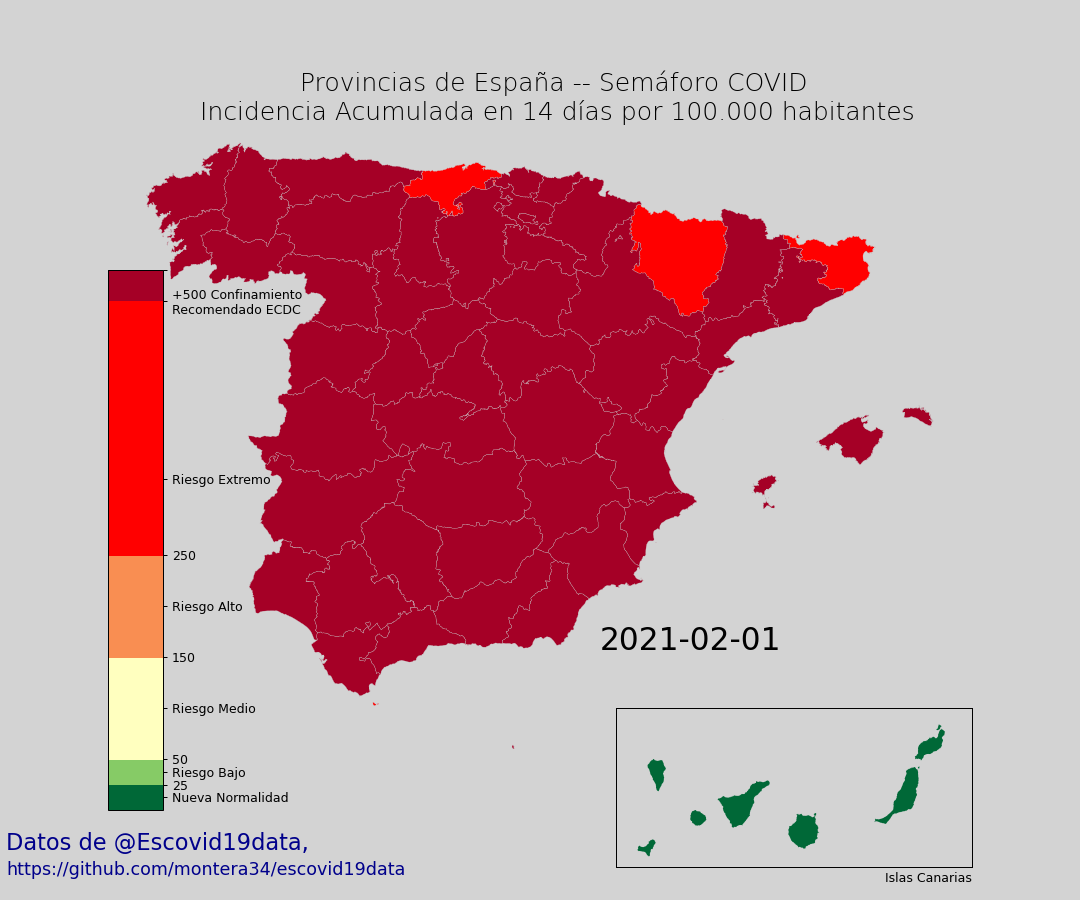 Provincias de España -- Semáforo COVID
Incidencia Acumulada en 14 días por 100.000 habitantes
+500 Confinamiento
Recomendado ECDC
Riesgo Extremo
250
Riesgo Alto
150
Riesgo Medio
50
Riesgo Bajo
25
Nueva Normalidad
2021-02-01
Datos de @Escovid19data,
https://github.com/montera34/escovid19data
Islas Canarias